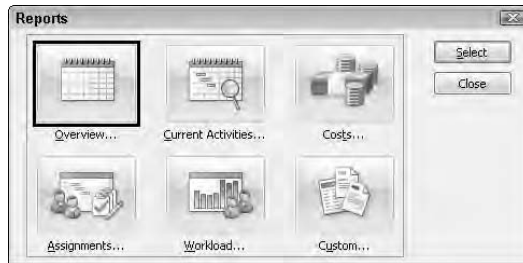 Reports
Select
Close
Overview...
Current Activities...
Costs...
Assignments...
Workload...
Custom...